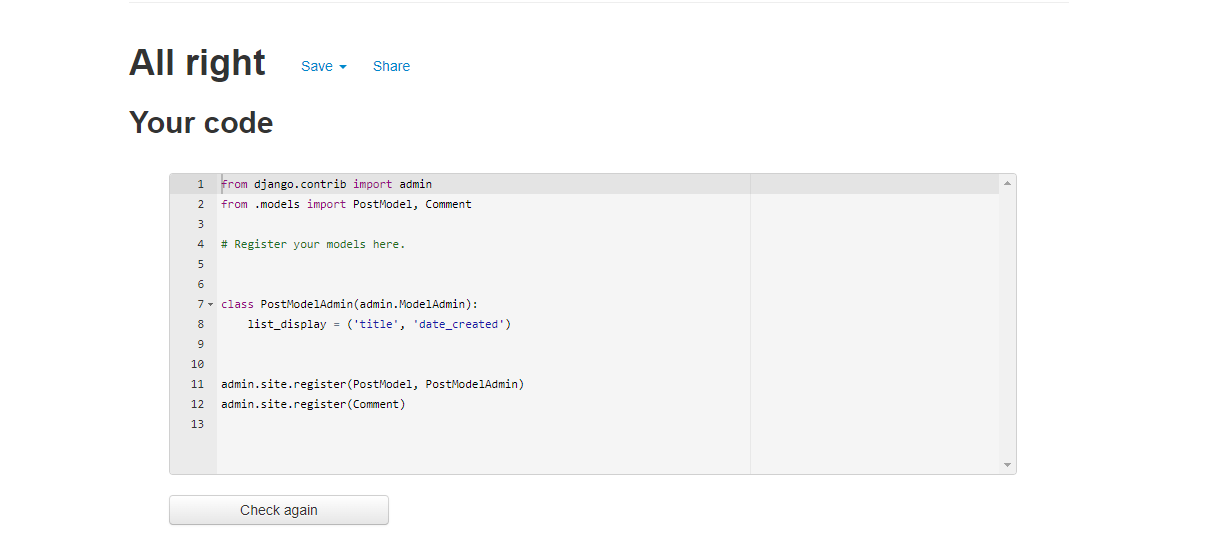 All right Save Share
Your code
1 from django.contrib import admin
2 from .models import PostModel, Comment
3
4 # Register your models here.
5
6
7 class PostModelAdmin(admin.ModelAdmin):
8     list_display = ('title', 'date_created')
9
10
11 admin.site.register(PostModel, PostModelAdmin)
12 admin.site.register(Comment)
13
Check again